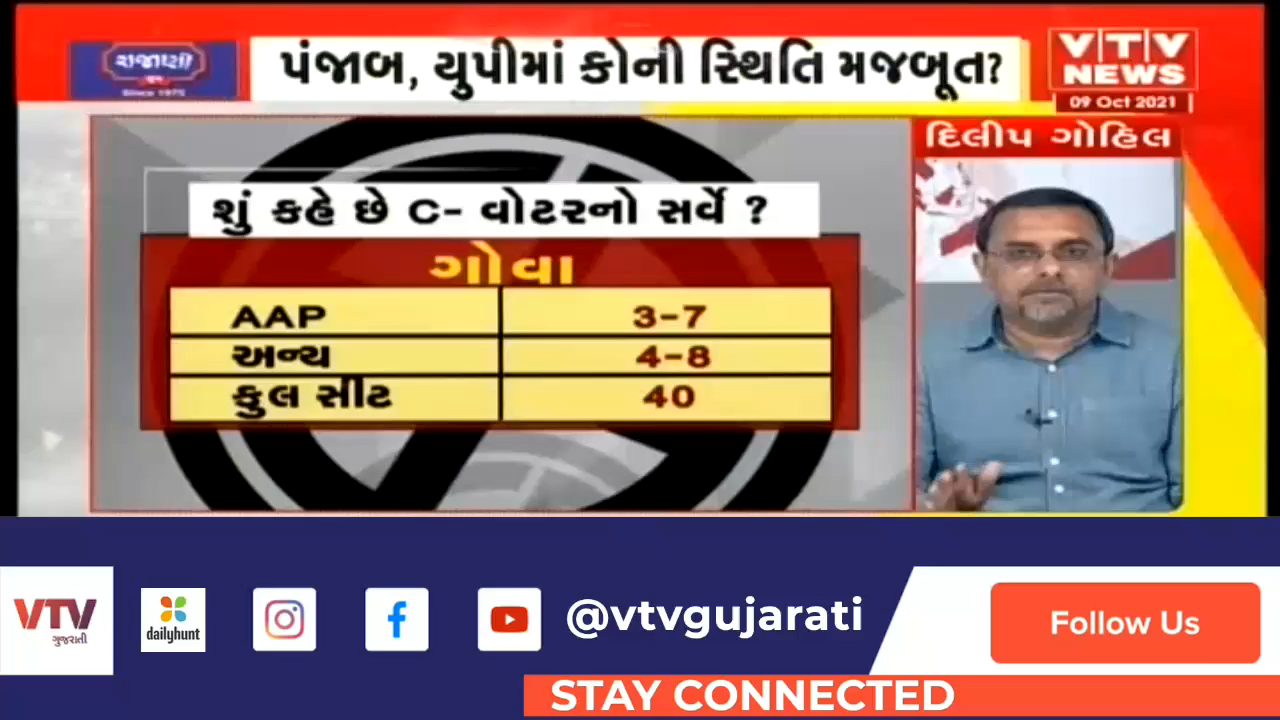 રાજાણી
Since 1975
પંજાબ, યુપીમાં કોની સ્થિતિ મજબૂત?
VTV
NEWS
09 Oct 2021
દિલીપ ગોહિલ
શું કહે છે C- વોટરનો સર્વે ?
ગોવા
AAP 3-7
અન્ય 4-8
કુલ સીટ 40
VTV
ગુજરાતી
dailyhunt
@vtvgujarati
Follow Us
STAY CONNECTED